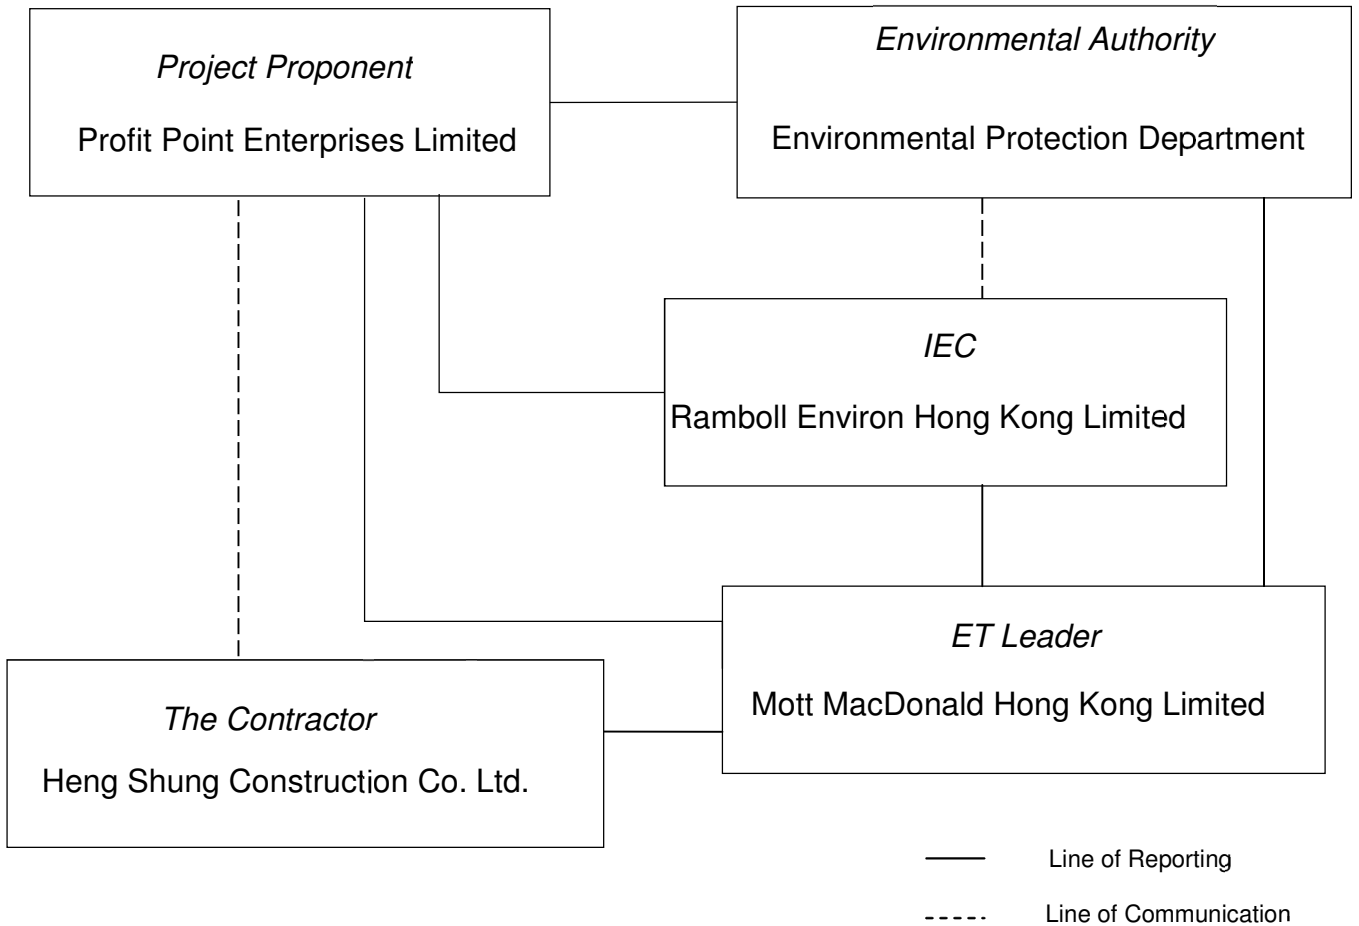 Project Proponent
Profit Point Enterprises Limited
Environmental Authority
Environmental Protection Department
IEC
Ramboll Environ Hong Kong Limited
ET Leader
Mott MacDonald Hong Kong Limited
The Contractor
Heng Shung Construction Co. Ltd.
Line of Reporting
Line of Communication